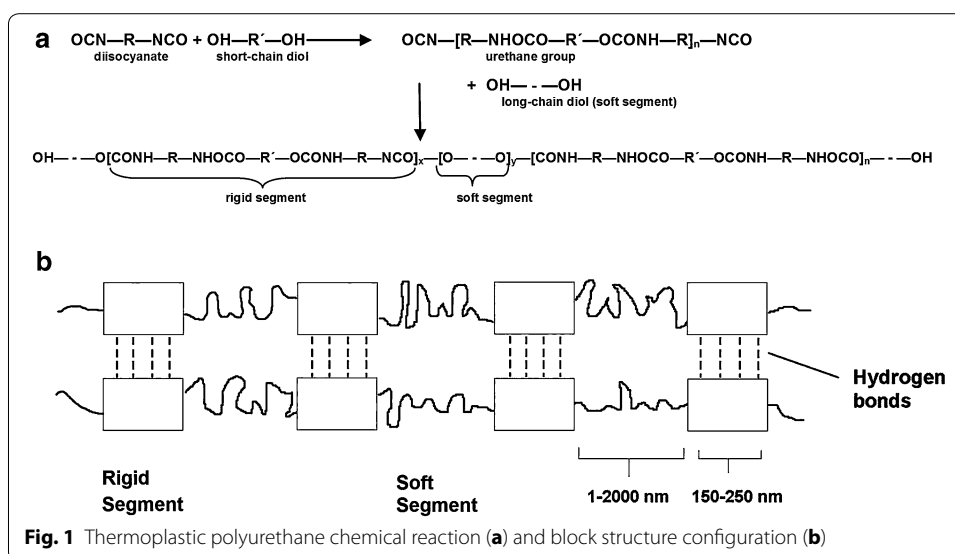 a
OCN—R—NCO + OH—R´—OH
OCN—[R—NHOCO—R´—OCONH—R]n—NCO
diisocyanate short-chain diol
urethane group
+ OH— - —OH
long-chain diol (soft segment)
OH— - —O[CONH—R—NHOCO—R´—OCONH—R—NCO]x—[O— - —O]y—[CONH—R—NHOCO—R´—OCONH—R—NHOCO]n— - —OH
rigid segment soft segment
b
Hydrogen
bonds
Rigid
Segment
Soft
Segment
1-2000 nm 150-250 nm
Fig. 1 Thermoplastic polyurethane chemical reaction (a) and block structure configuration (b)